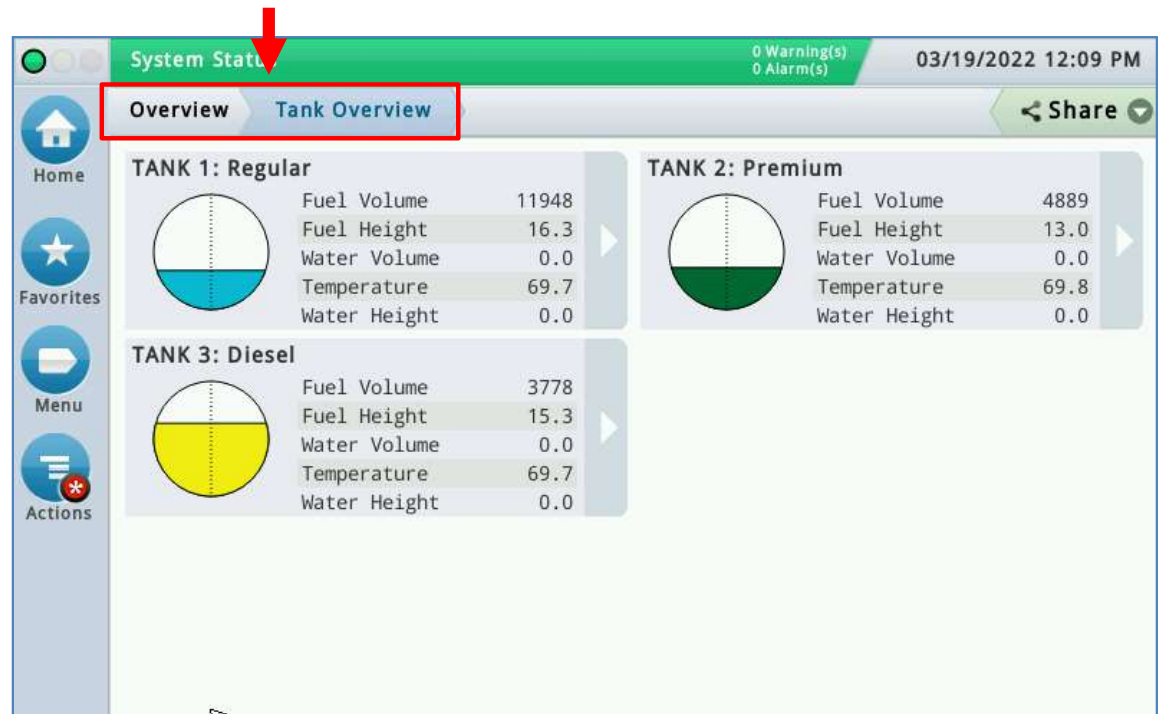 System Statu
0 Warning(s)
0 Alarm(s)
03/19/2022 12:09 PM
Overview
Tank Overview
Share
Home
Favorites
Menu
Actions
TANK 1: Regular
Fuel Volume 11948
Fuel Height 16.3
Water Volume 0.0
Temperature 69.7
Water Height 0.0
TANK 2: Premium
Fuel Volume 4889
Fuel Height 13.0
Water Volume 0.0
Temperature 69.8
Water Height 0.0
TANK 3: Diesel
Fuel Volume 3778
Fuel Height 15.3
Water Volume 0.0
Temperature 69.7
Water Height 0.0